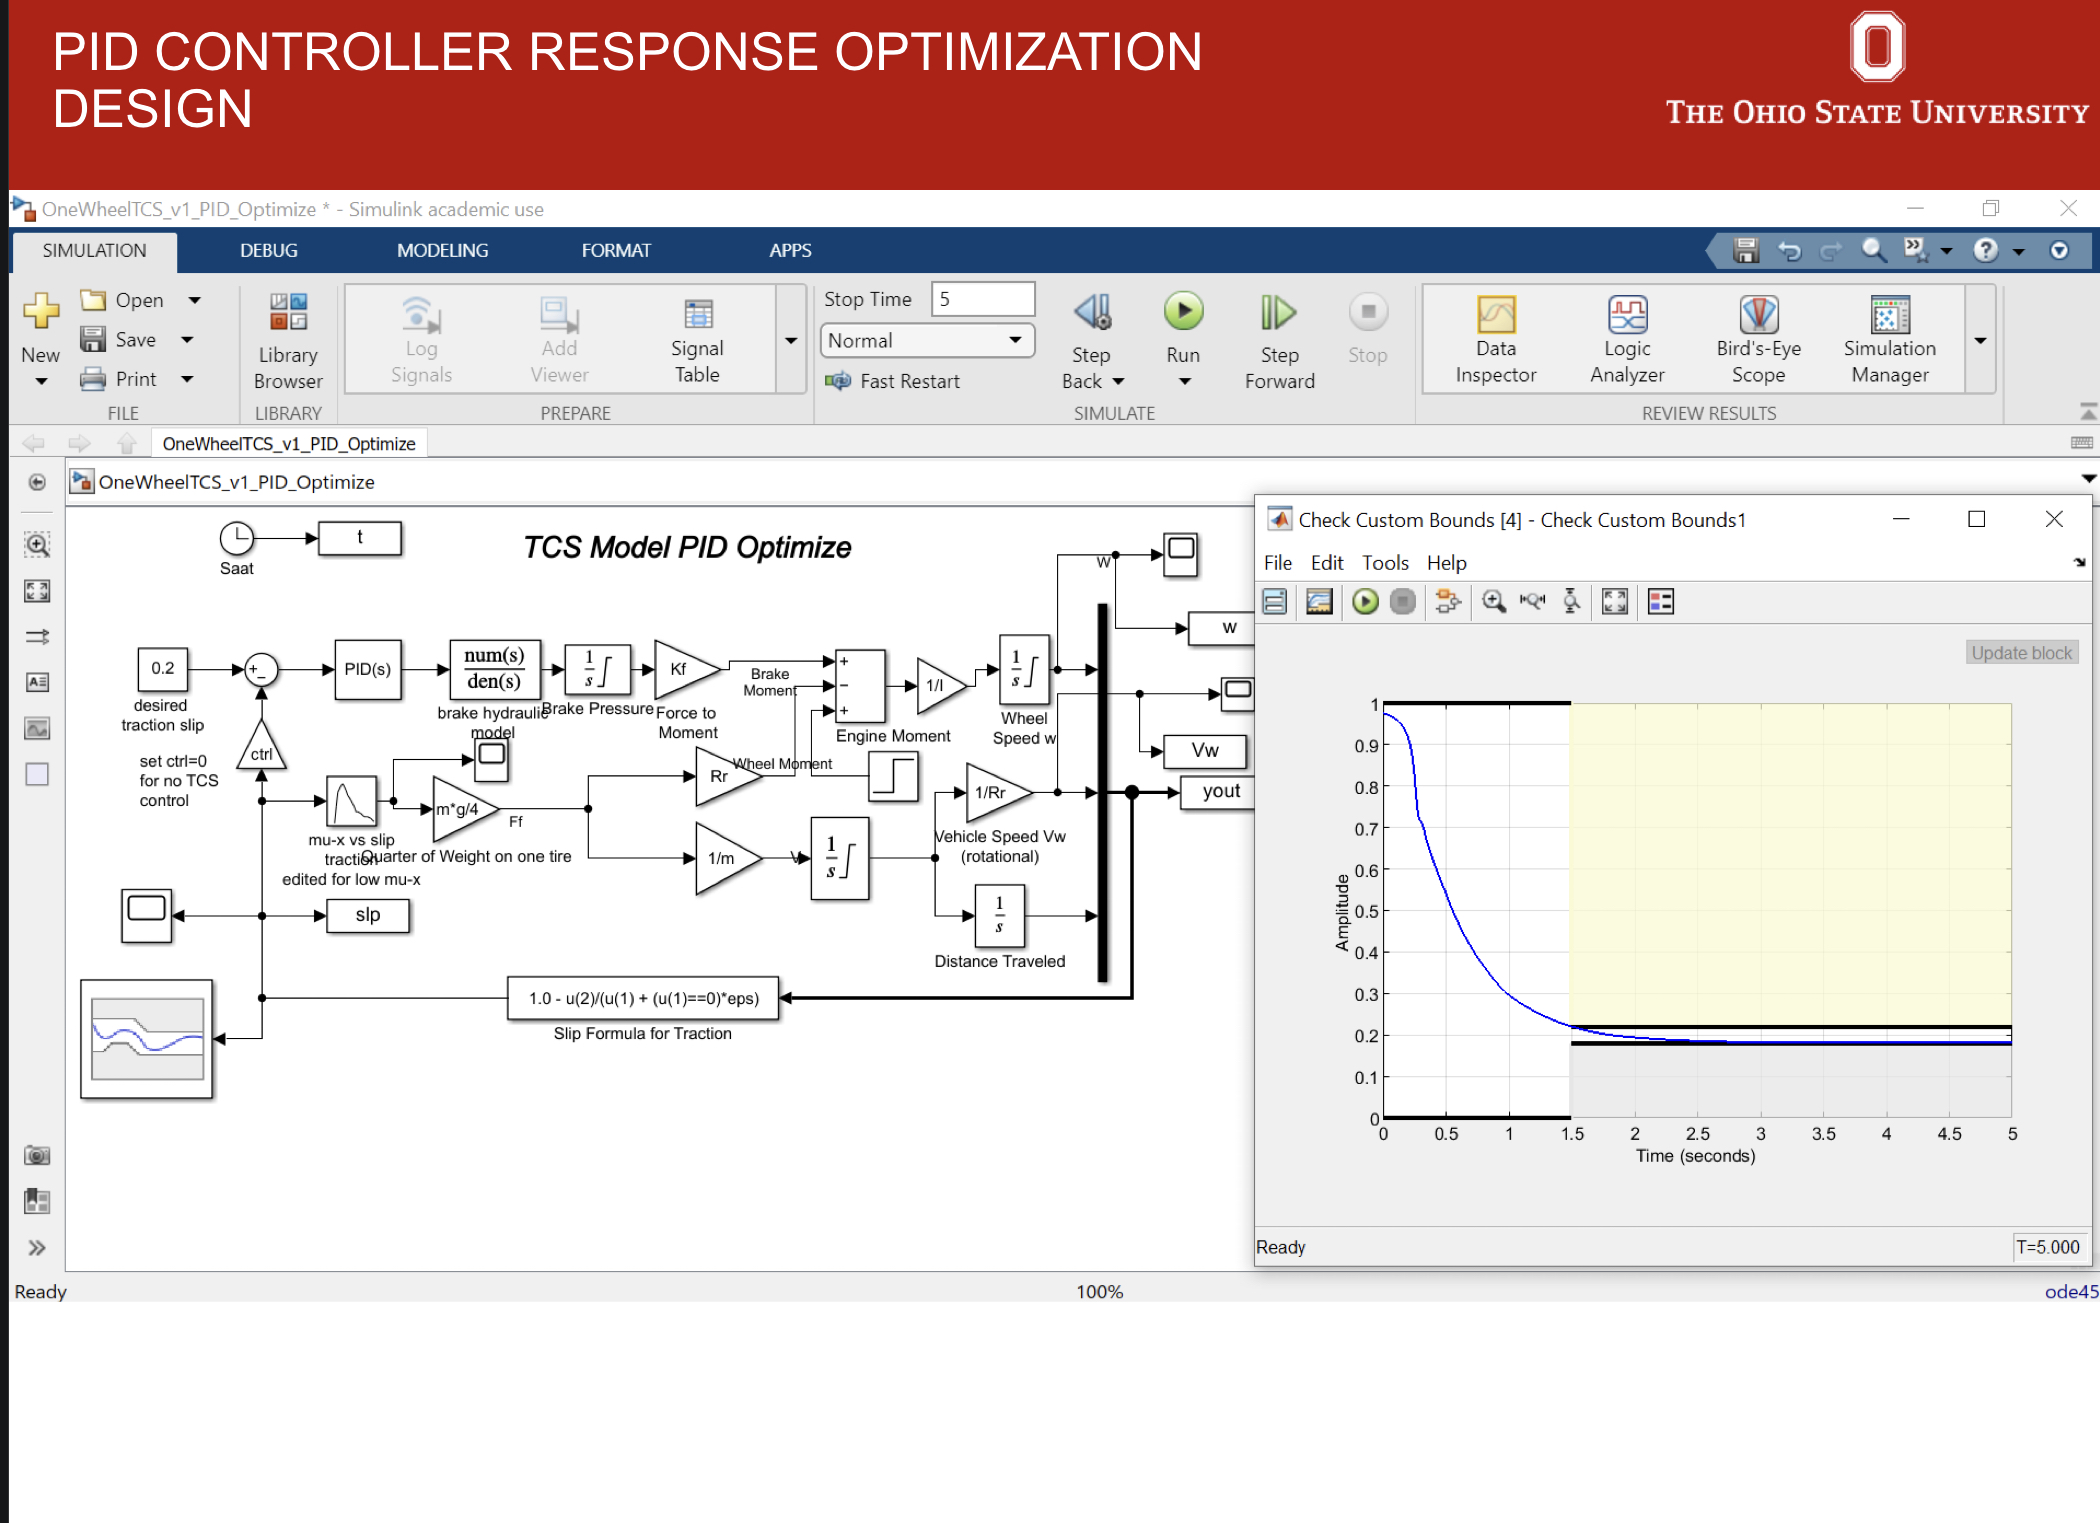 PID CONTROLLER RESPONSE OPTIMIZATION
DESIGN
THE OHIO STATE UNIVERSITY
OneWheelTCS_v1_PID_Optimize * - Simulink academic use
SIMULATION DEBUG MODELING FORMAT APPS
New
Open
Save
Print
FILE
Library
Browser
LIBRARY
Log
Signals
Add
Viewer
Signal
Table
PREPARE
Stop Time 5
Normal
Fast Restart
Step
Back
Run
Step
Forward
Stop
SIMULATE
Data
Inspector
Logic
Analyzer
Bird's-Eye
Scope
Simulation
Manager
REVIEW RESULTS
OneWheelTCS_v1_PID_Optimize
OneWheelTCS_v1_PID_Optimize
t
Saat
TCS Model PID Optimize
W
w
0.2
desired
traction slip
+
−
PID(s)
num(s)
den(s)
brake hydraulic
model
1
s
Brake Pressure
Kf
Force to
Moment
Brake
Moment
+
−
+
Engine Moment
1/I
1
s
Wheel
Speed w
set ctrl=0
for no TCS
control
ctrl
mu-x vs slip
traction
edited for low mu-x
m*g/4
Ff
Quarter of Weight on one tire
Rr
Wheel Moment
1/m
V
1
s
1/Rr
Vehicle Speed Vw
(rotational)
1
s
Distance Traveled
Vw
yout
slp
1.0 - u(2)/(u(1) + (u(1)==0)*eps)
Slip Formula for Traction
Check Custom Bounds [4] - Check Custom Bounds1
File Edit Tools Help
Update block
1
0.9
0.8
0.7
0.6
0.5
0.4
0.3
0.2
0.1
0
Amplitude
0 0.5 1 1.5 2 2.5 3 3.5 4 4.5 5
Time (seconds)
Ready T=5.000
Ready 100% ode45